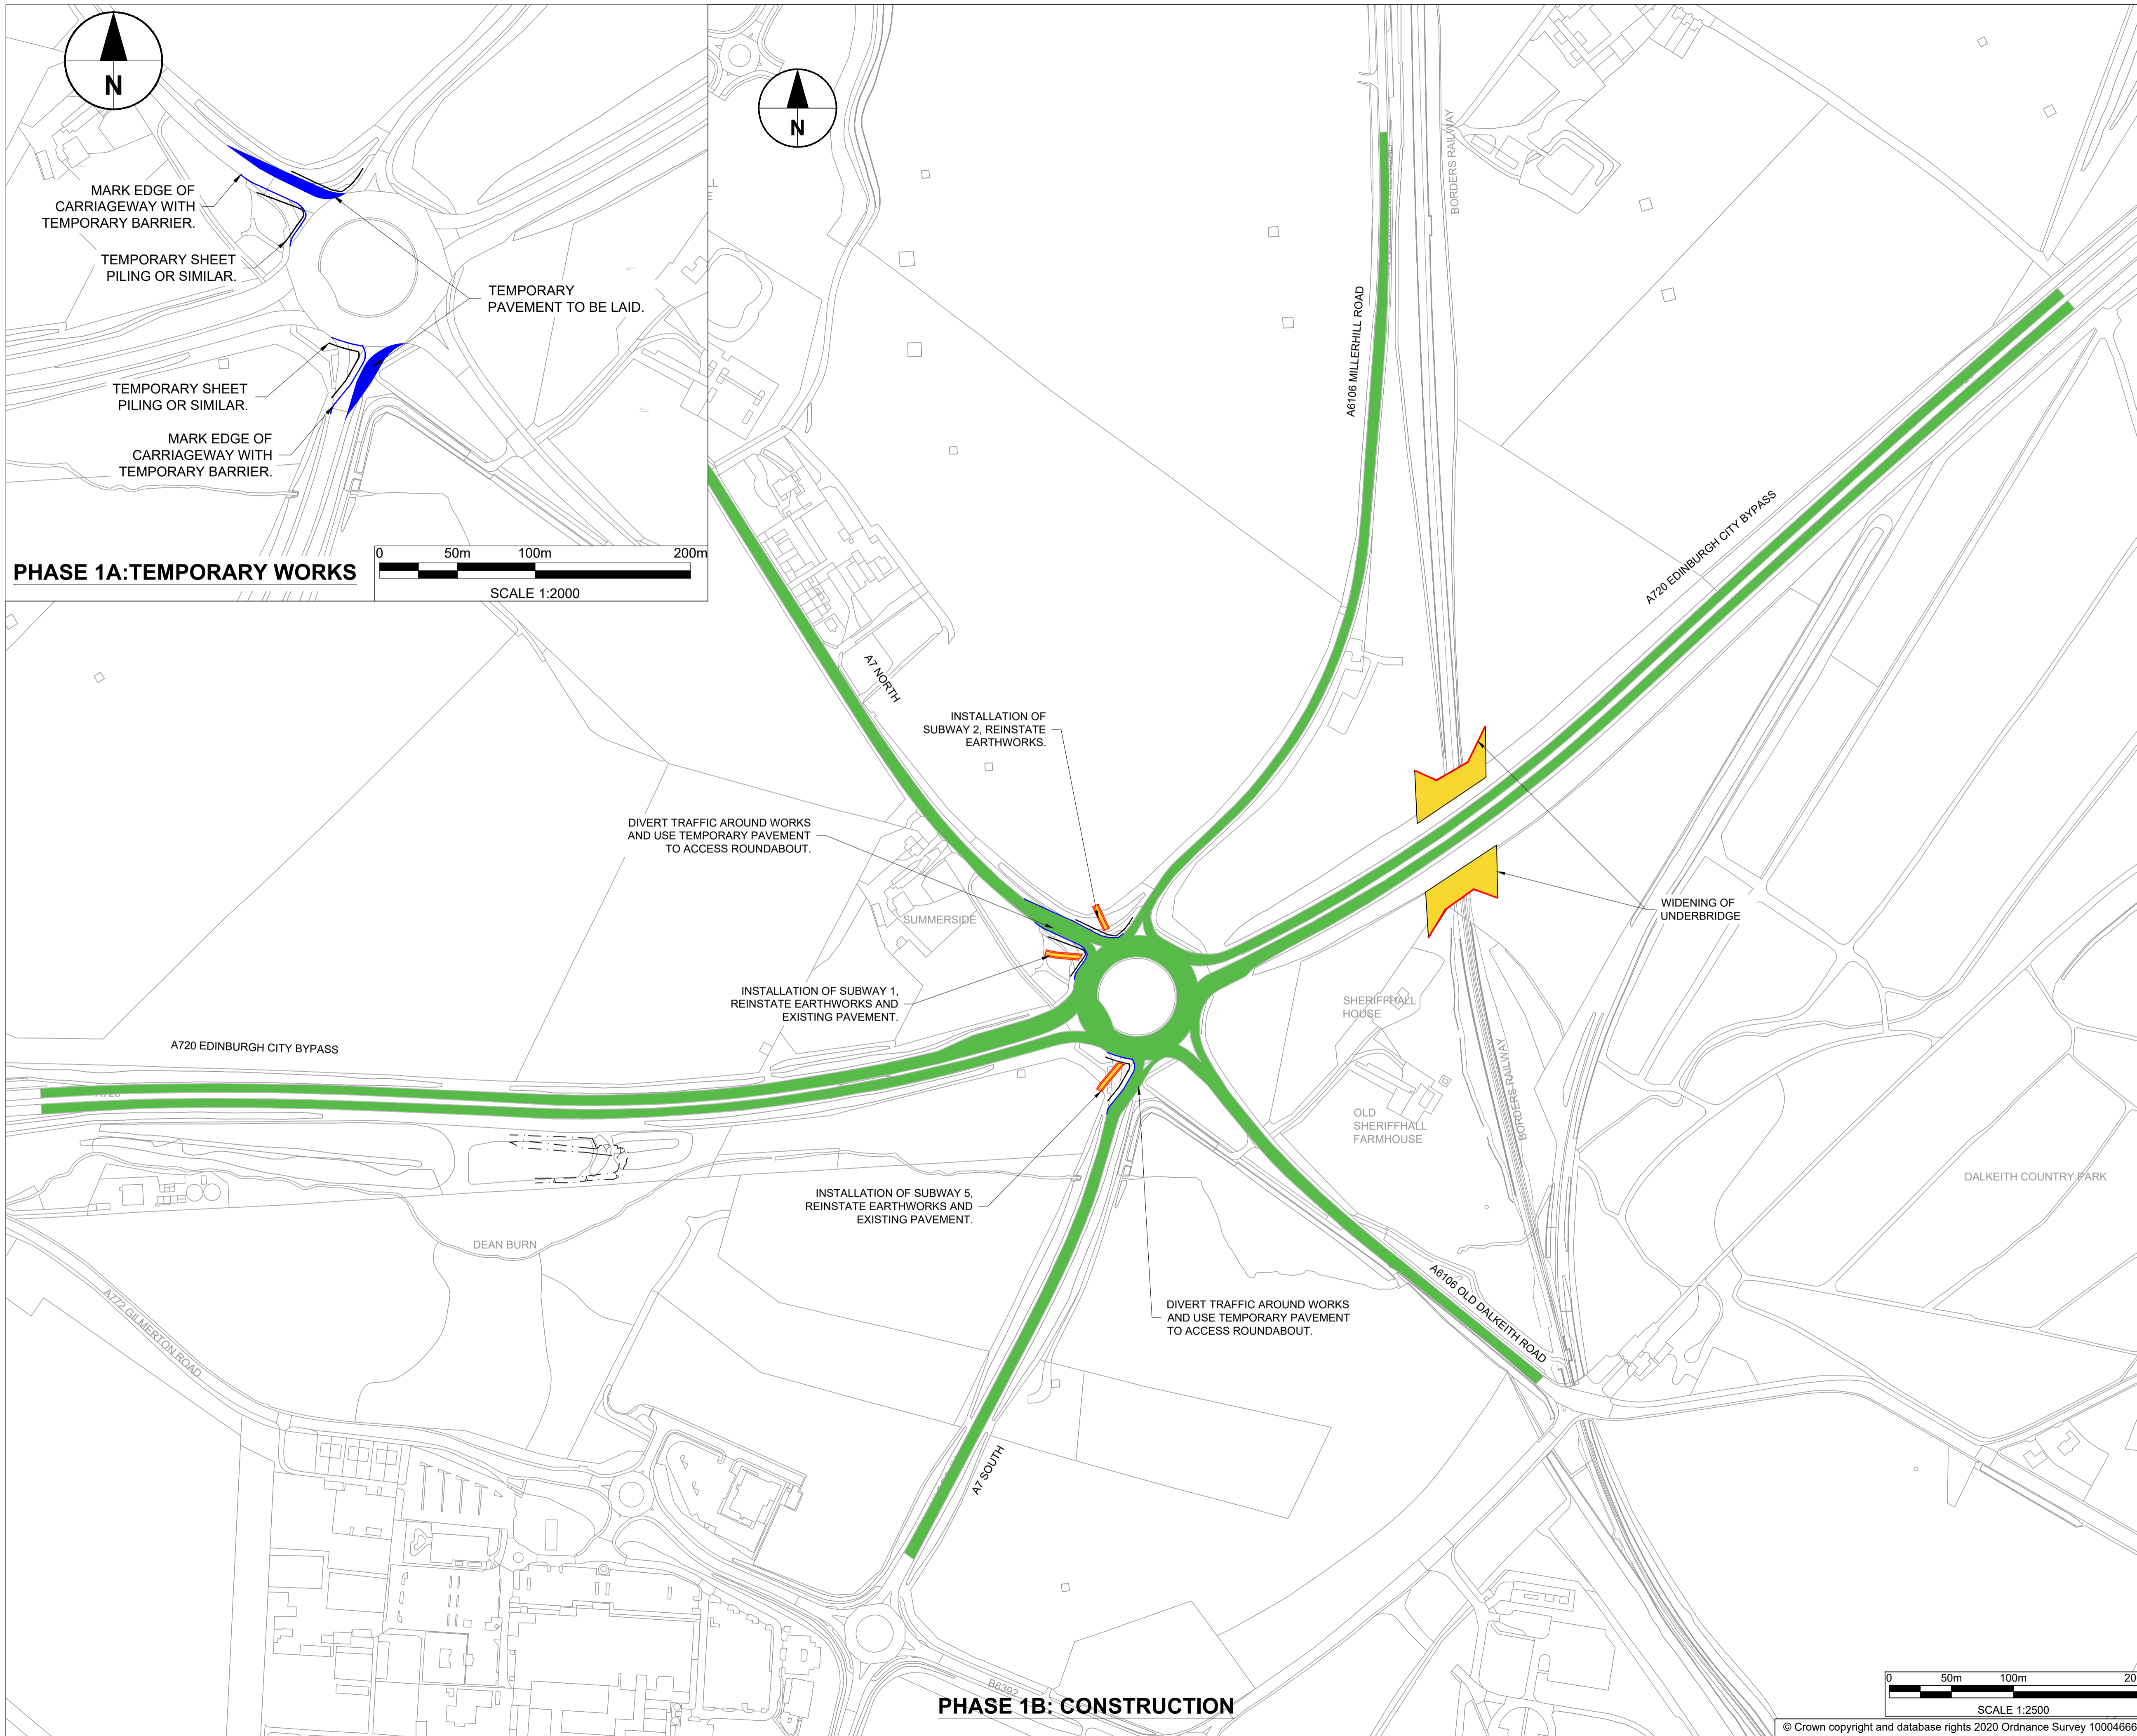 N
MARK EDGE OF
CARRIAGEWAY WITH
TEMPORARY BARRIER.
TEMPORARY SHEET
PILING OR SIMILAR.
TEMPORARY
PAVEMENT TO BE LAID.
TEMPORARY SHEET
PILING OR SIMILAR.
MARK EDGE OF
CARRIAGEWAY WITH
TEMPORARY BARRIER.
PHASE 1A:TEMPORARY WORKS
0 50m 100m 200m
SCALE 1:2000
N
BORDERS RAILWAY
A6106 MILLERHILL ROAD
A720 EDINBURGH CITY BYPASS
A7 NORTH
INSTALLATION OF
SUBWAY 2, REINSTATE
EARTHWORKS.
DIVERT TRAFFIC AROUND WORKS
AND USE TEMPORARY PAVEMENT
TO ACCESS ROUNDABOUT.
SUMMERSIDE
WIDENING OF
UNDERBRIDGE
INSTALLATION OF SUBWAY 1,
REINSTATE EARTHWORKS AND
EXISTING PAVEMENT.
SHERIFFHALL
HOUSE
A720 EDINBURGH CITY BYPASS
BORDERS RAILWAY
OLD
SHERIFFHALL
FARMHOUSE
DALKEITH COUNTRY PARK
INSTALLATION OF SUBWAY 5,
REINSTATE EARTHWORKS AND
EXISTING PAVEMENT.
DEAN BURN
A772 GILMERTON ROAD
DIVERT TRAFFIC AROUND WORKS
AND USE TEMPORARY PAVEMENT
TO ACCESS ROUNDABOUT.
A6106 OLD DALKEITH ROAD
A7 SOUTH
B6392
PHASE 1B: CONSTRUCTION
0 50m 100m 20
SCALE 1:2500
© Crown copyright and database rights 2020 Ordnance Survey 10004666